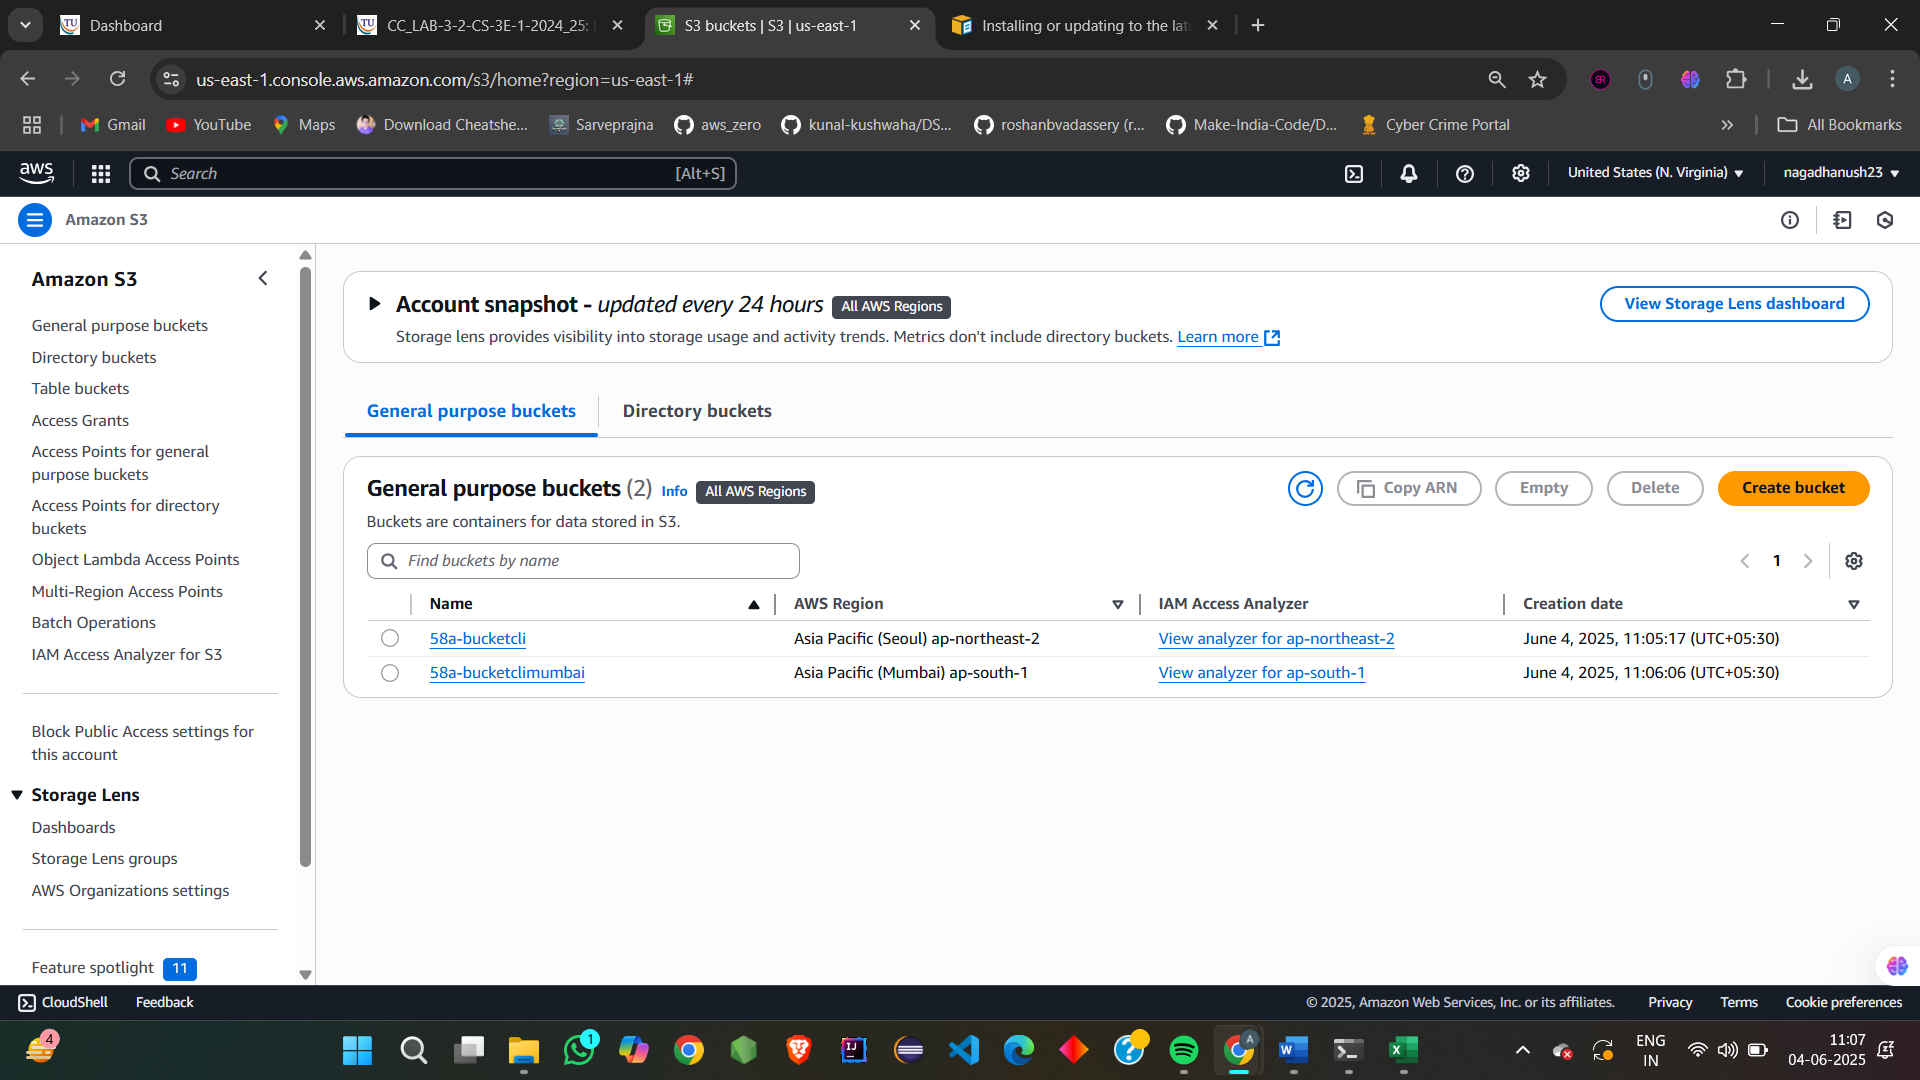 Dashboard
CC_LAB-3-2-CS-3E-1-2024_25:
S3 buckets | S3 | us-east-1
Installing or updating to the late
us-east-1.console.aws.amazon.com/s3/home?region=us-east-1#
ER
A
Gmail
YouTube
Maps
Download Cheatshe...
Sarveprajna
aws_zero
kunal-kushwaha/DS...
roshanbvadassery (r...
Make-India-Code/D...
Cyber Crime Portal
All Bookmarks
aws
Search
[Alt+S]
United States (N. Virginia)
nagadhanush23
Amazon S3
Amazon S3
General purpose buckets
Directory buckets
Table buckets
Access Grants
Access Points for general
purpose buckets
Access Points for directory
buckets
Object Lambda Access Points
Multi-Region Access Points
Batch Operations
IAM Access Analyzer for S3
Block Public Access settings for
this account
Storage Lens
Dashboards
Storage Lens groups
AWS Organizations settings
Feature spotlight 11
Account snapshot - updated every 24 hours All AWS Regions
View Storage Lens dashboard
Storage lens provides visibility into storage usage and activity trends. Metrics don't include directory buckets. Learn more
General purpose buckets
Directory buckets
General purpose buckets (2) Info All AWS Regions
Copy ARN
Empty
Delete
Create bucket
Buckets are containers for data stored in S3.
Find buckets by name
1
Name AWS Region IAM Access Analyzer Creation date
58a-bucketcli Asia Pacific (Seoul) ap-northeast-2 View analyzer for ap-northeast-2 June 4, 2025, 11:05:17 (UTC+05:30)
58a-bucketclimumbai Asia Pacific (Mumbai) ap-south-1 View analyzer for ap-south-1 June 4, 2025, 11:06:06 (UTC+05:30)
CloudShell
Feedback
© 2025, Amazon Web Services, Inc. or its affiliates.
Privacy
Terms
Cookie preferences
4
1
ENG
IN
11:07
04-06-2025